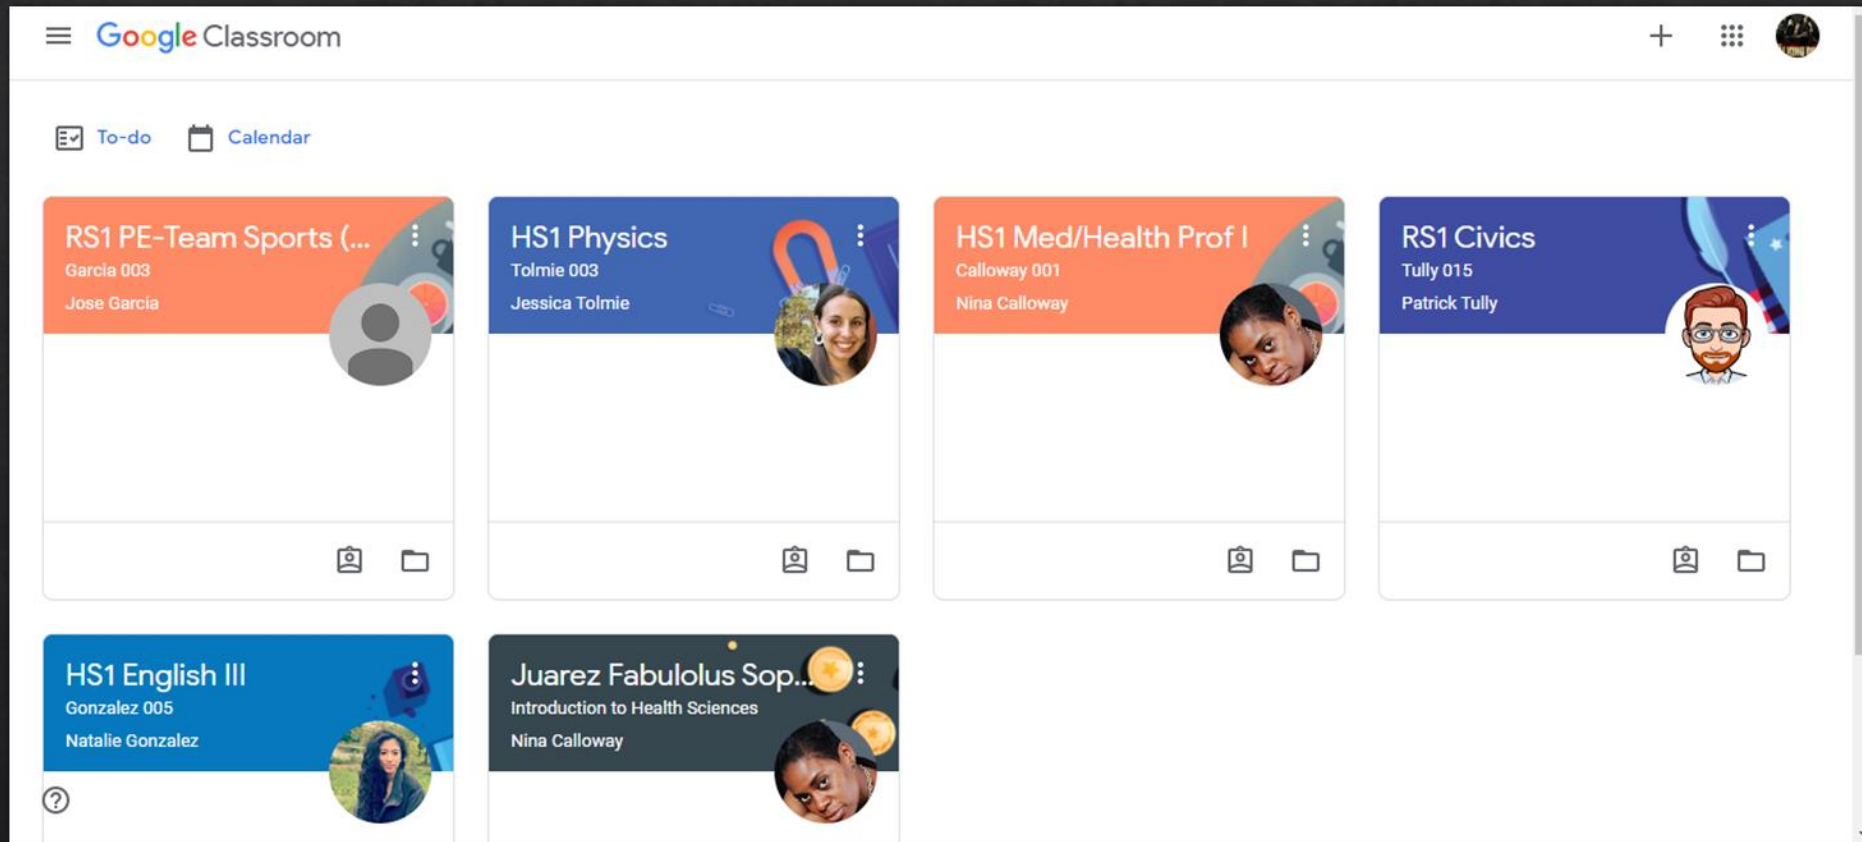 Google Classroom
To-do
Calendar
RS1 PE-Team Sports (...
Garcia 003
Jose Garcia
HS1 Physics
Tolmie 003
Jessica Tolmie
HS1 Med/Health Prof I
Calloway 001
Nina Calloway
RS1 Civics
Tully 015
Patrick Tully
HS1 English III
Gonzalez 005
Natalie Gonzalez
Juarez Fabulolus Sop...
Introduction to Health Sciences
Nina Calloway